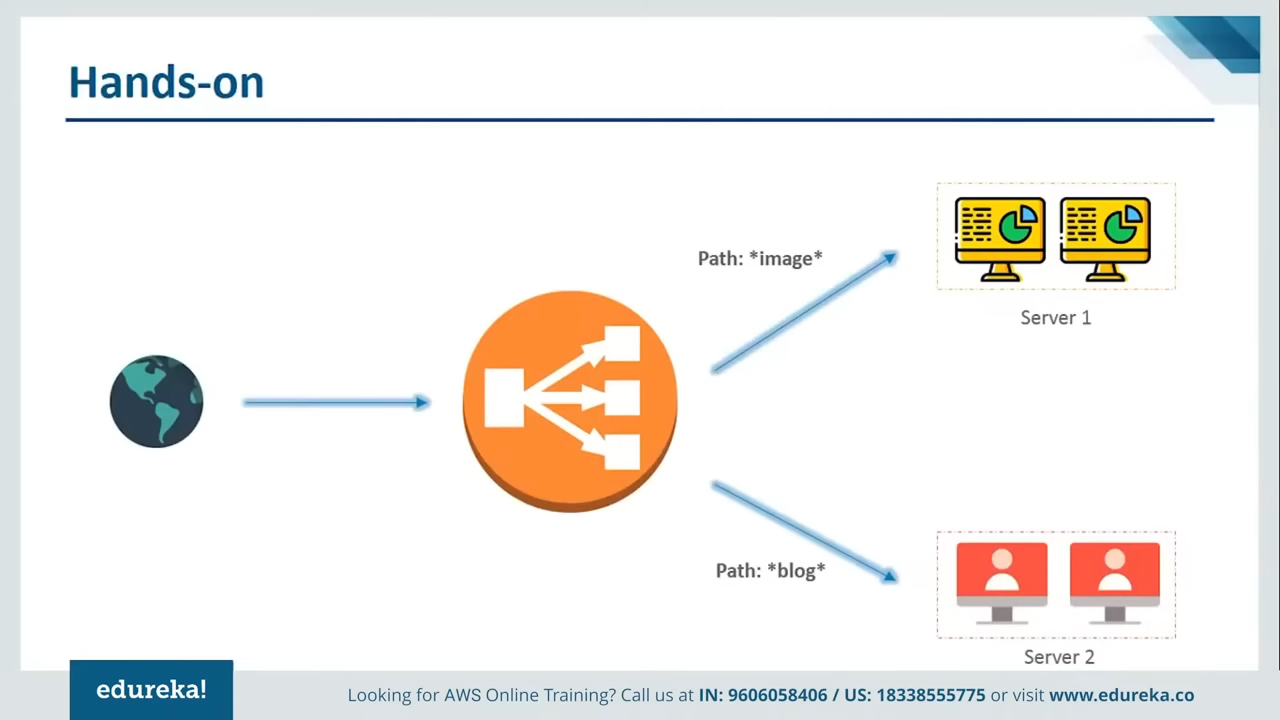 Hands-on
Path: *image*
Server 1
Path: *blog*
Server 2
edureka!
Looking for AWS Online Training? Call us at IN: 9606058406 / US: 18338555775 or visit www.edureka.co